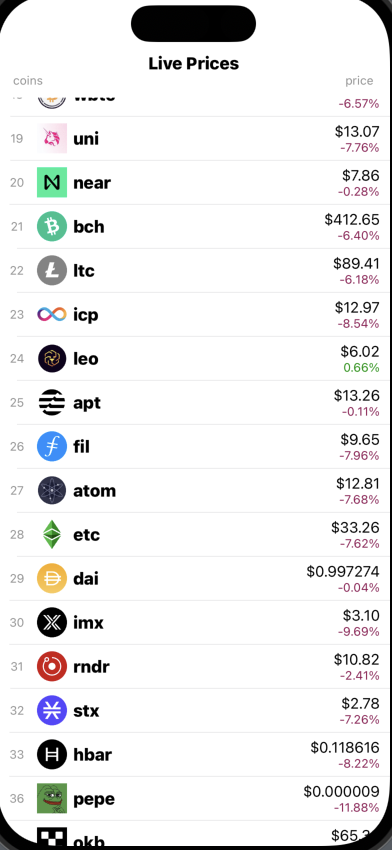 Live Prices
coins price
-6.57%
19 uni $13.07
-7.76%
20 near $7.86
-0.28%
21 bch $412.65
-6.40%
22 ltc $89.41
-6.18%
23 icp $12.97
-8.54%
24 leo $6.02
0.66%
25 apt $13.26
-0.11%
26 fil $9.65
-7.96%
27 atom $12.81
-7.68%
28 etc $33.26
-7.62%
29 dai $0.997274
-0.04%
30 imx $3.10
-9.69%
31 rndr $10.82
-2.41%
32 stx $2.78
-7.26%
33 hbar $0.118616
-8.22%
36 pepe $0.000009
-11.88%
okb